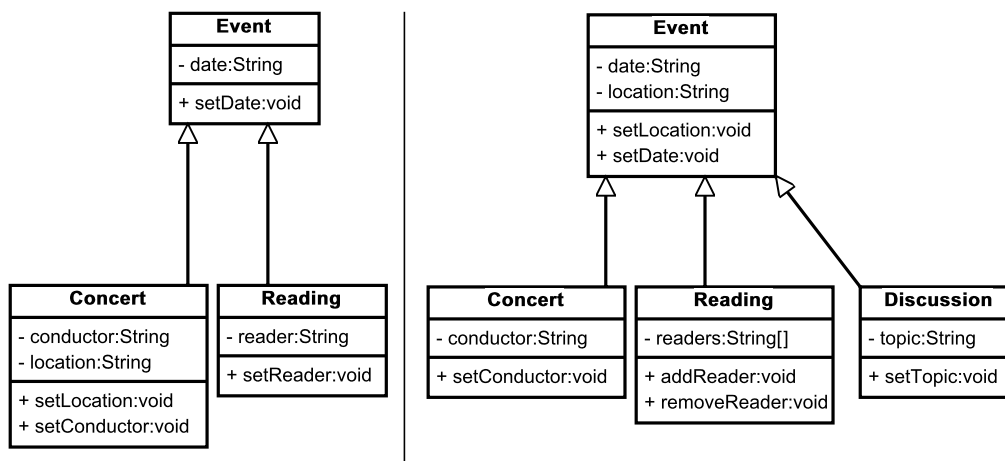 Event
- date:String
+ setDate:void
Concert
- conductor:String
- location:String
+ setLocation:void
+ setConductor:void
Reading
- reader:String
+ setReader:void
Event
- date:String
- location:String
+ setLocation:void
+ setDate:void
Concert
- conductor:String
+ setConductor:void
Reading
- readers:String[]
+ addReader:void
+ removeReader:void
Discussion
- topic:String
+ setTopic:void